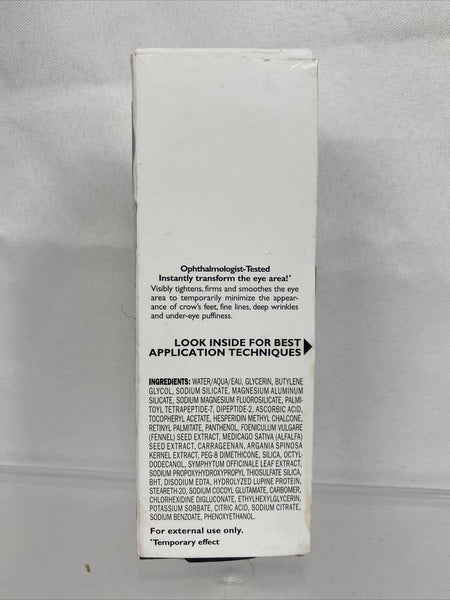 Ophthalmologist-Tested
Instantly transform the eye area!*
Visibly tightens, firms and smoothes the eye
area to temporarily minimize the appear-
ance of crow's feet, fine lines, deep wrinkles
and under-eye puffiness.
LOOK INSIDE FOR BEST
APPLICATION TECHNIQUES
INGREDIENTS: WATER/AQUA/EAU, GLYCERIN, BUTYLENE
GLYCOL, SODIUM SILICATE, MAGNESIUM ALUMINUM
SILICATE, SODIUM MAGNESIUM FLUOROSILICATE, PALMI-
TOYL TETRAPEPTIDE-7, DIPEPTIDE-2, ASCORBIC ACID,
TOCOPHERYL ACETATE, HESPERIDIN METHYL CHALCONE,
RETINYL PALMITATE, PANTHENOL, FOENICULUM VULGARE
(FENNEL) SEED EXTRACT, MEDICAGO SATIVA (ALFALFA)
SEED EXTRACT, CARRAGEENAN, ARGANIA SPINOSA
KERNEL EXTRACT, PEG-8 DIMETHICONE, SILICA, OCTYL-
DODECANOL, SYMPHYTUM OFFICINALE LEAF EXTRACT,
SODIUM PROPOXYHYDROXYPROPYL THIOSULFATE SILICA,
BHT, DISODIUM EDTA, HYDROLYZED LUPINE PROTEIN,
STEARETH-20, SODIUM COCOYL GLUTAMATE, CARBOMER,
CHLORHEXIDINE DIGLUCONATE, ETHYLHEXYLGLYCERIN,
POTASSIUM SORBATE, CITRIC ACID, SODIUM CITRATE,
SODIUM BENZOATE, PHENOXYETHANOL.
For external use only.
*Temporary effect